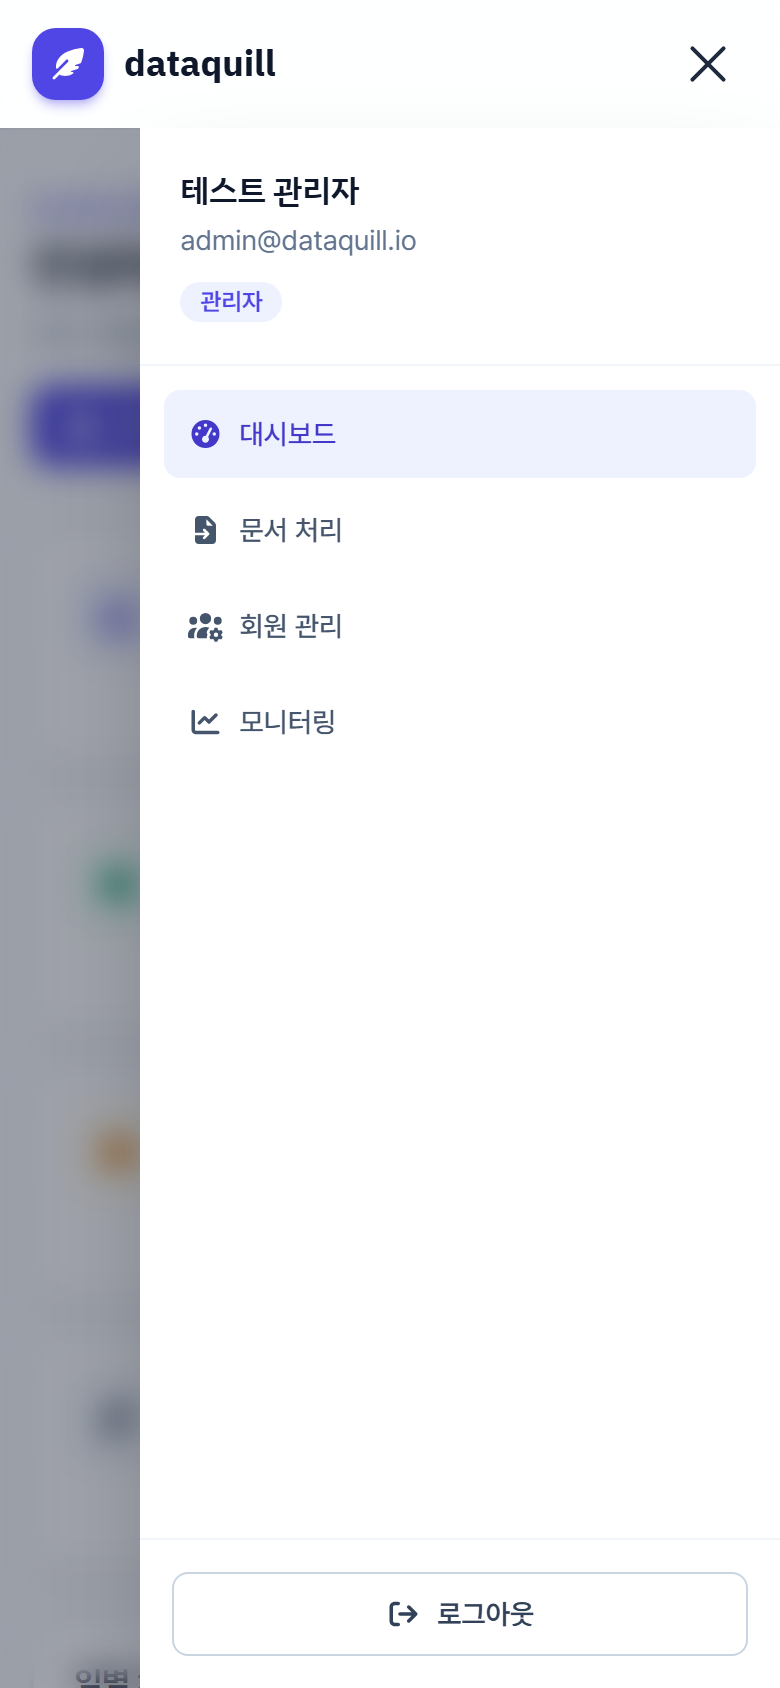 dataquill
테스트 관리자
admin@dataquill.io
관리자
대시보드
문서 처리
회원 관리
모니터링
로그아웃